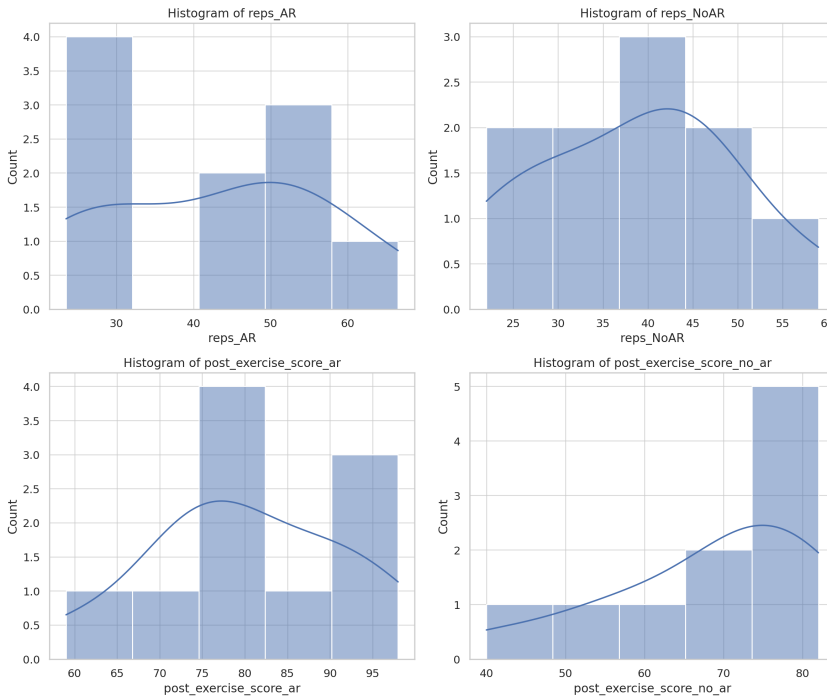 Histogram of reps_AR
4.0
3.5
3.0
2.5
2.0
1.5
1.0
0.5
0.0
Count
30 40 50 60
reps_AR
Histogram of reps_NoAR
3.0
2.5
2.0
1.5
1.0
0.5
0.0
Count
25 30 35 40 45 50 55
reps_NoAR
Histogram of post_exercise_score_ar
4.0
3.5
3.0
2.5
2.0
1.5
1.0
0.5
0.0
Count
60 65 70 75 80 85 90 95
post_exercise_score_ar
Histogram of post_exercise_score_no_ar
5
4
3
2
1
0
Count
40 50 60 70 80
post_exercise_score_no_ar